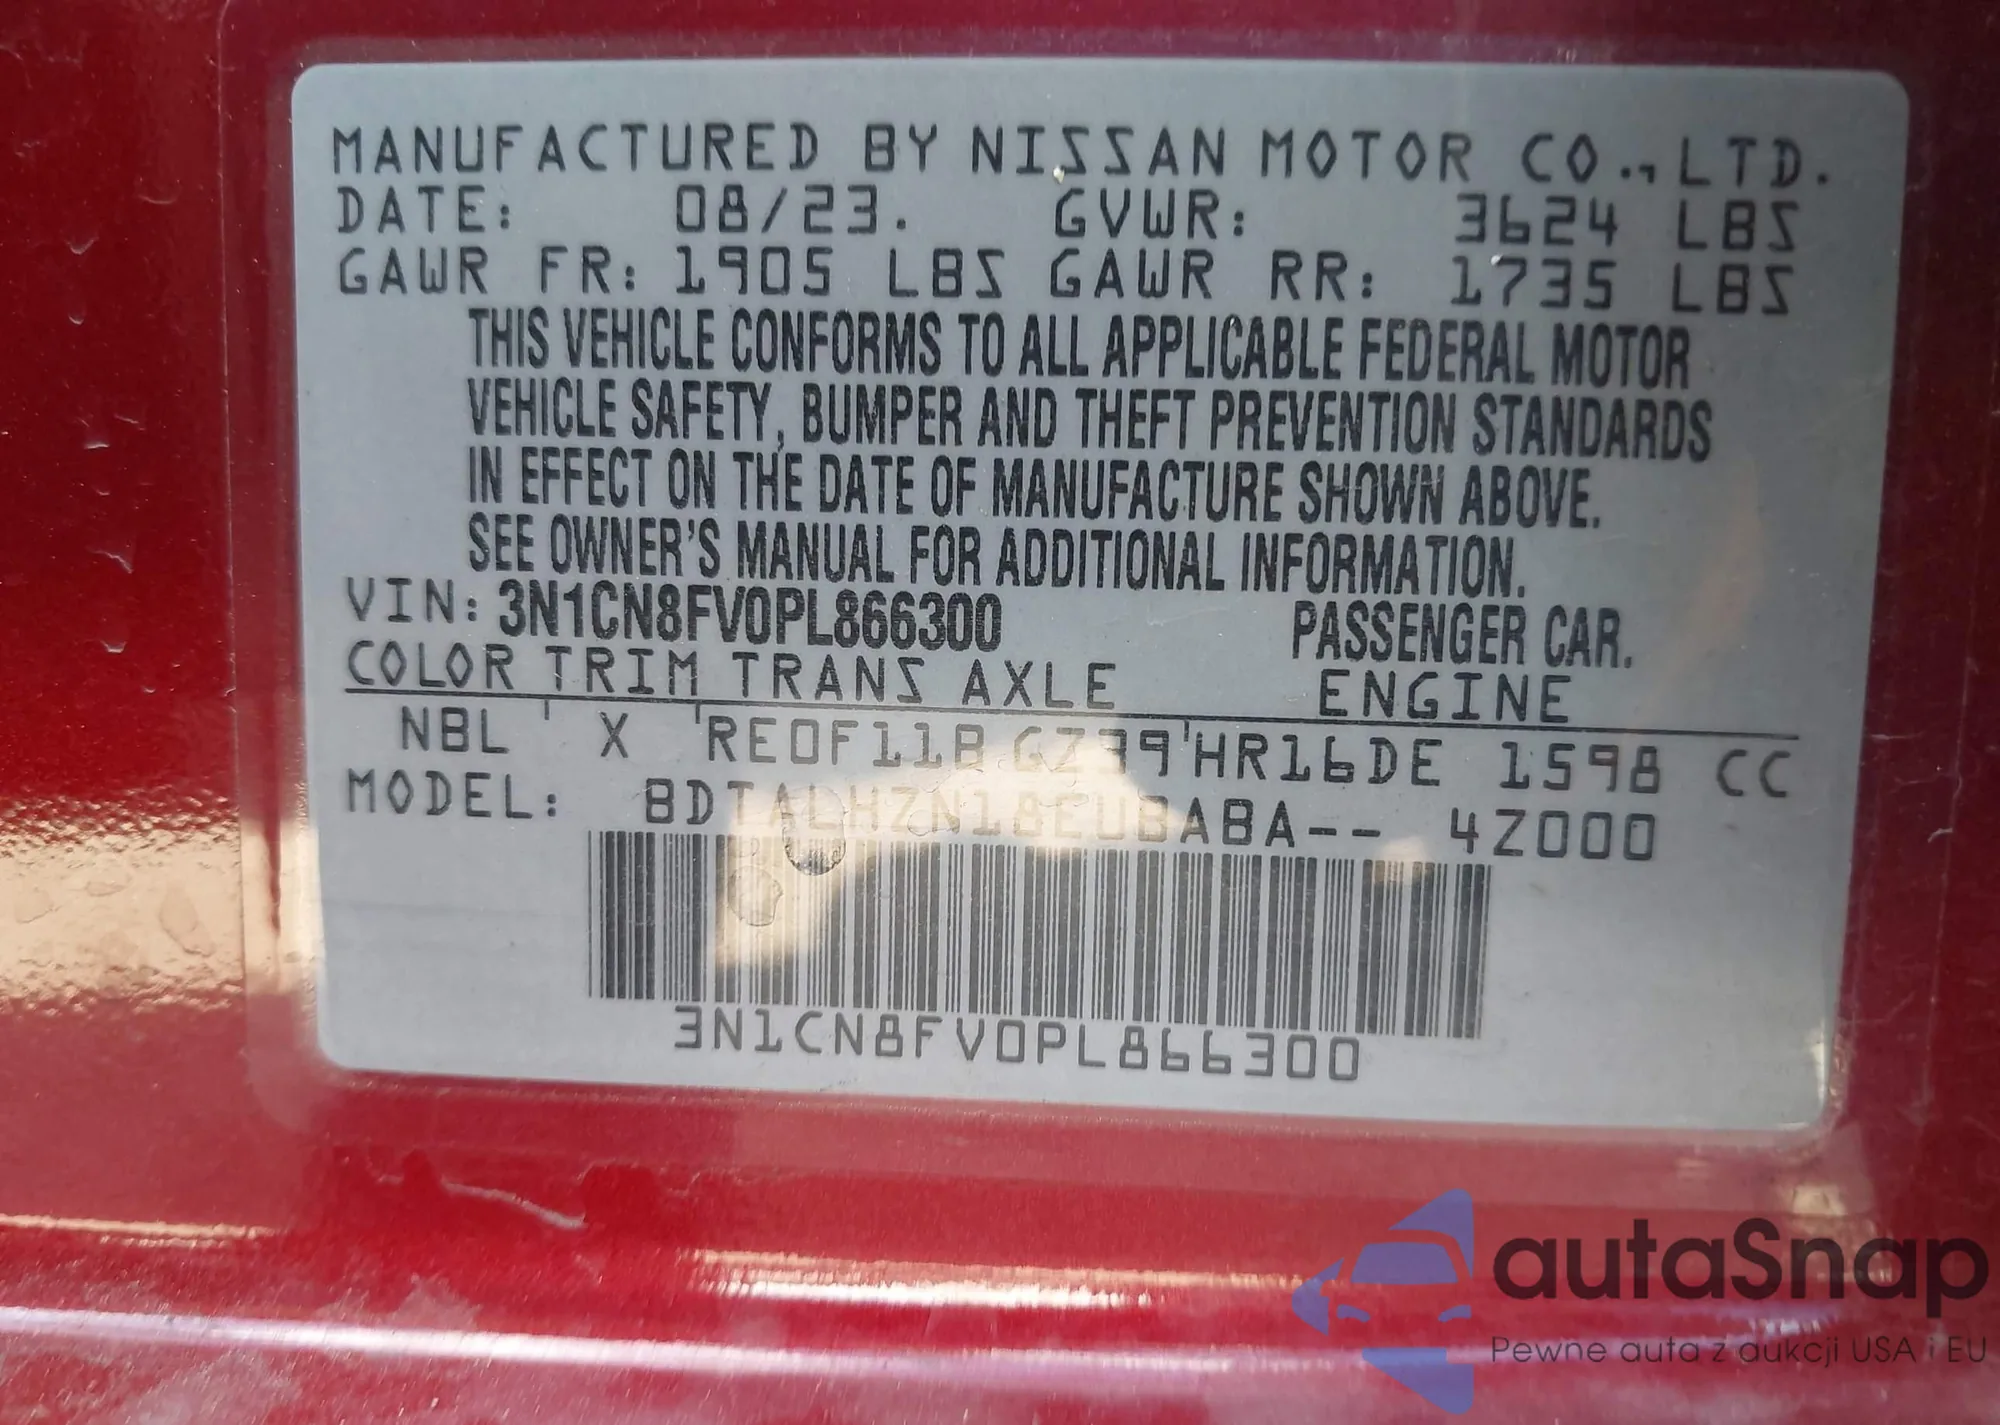 MANUFACTURED BY NISSAN MOTOR CO., LTD.
DATE: 08/23. GVWR: 3624 LBS
GAWR FR: 1905 LBS GAWR RR: 1735 LBS
THIS VEHICLE CONFORMS TO ALL APPLICABLE FEDERAL MOTOR
VEHICLE SAFETY, BUMPER AND THEFT PREVENTION STANDARDS
IN EFFECT ON THE DATE OF MANUFACTURE SHOWN ABOVE.
SEE OWNER'S MANUAL FOR ADDITIONAL INFORMATION.
VIN: 3N1CN8FV0PL866300 PASSENGER CAR.
COLOR TRIM TRANS AXLE ENGINE
NBL X RE0F11B GZ39 HR16DE 1598 CC
MODEL: BDTALHZN18EUBABA-- 4Z000
3N1CN8FV0PL866300
autaSnap
Pewne auta z aukcji USA i EU